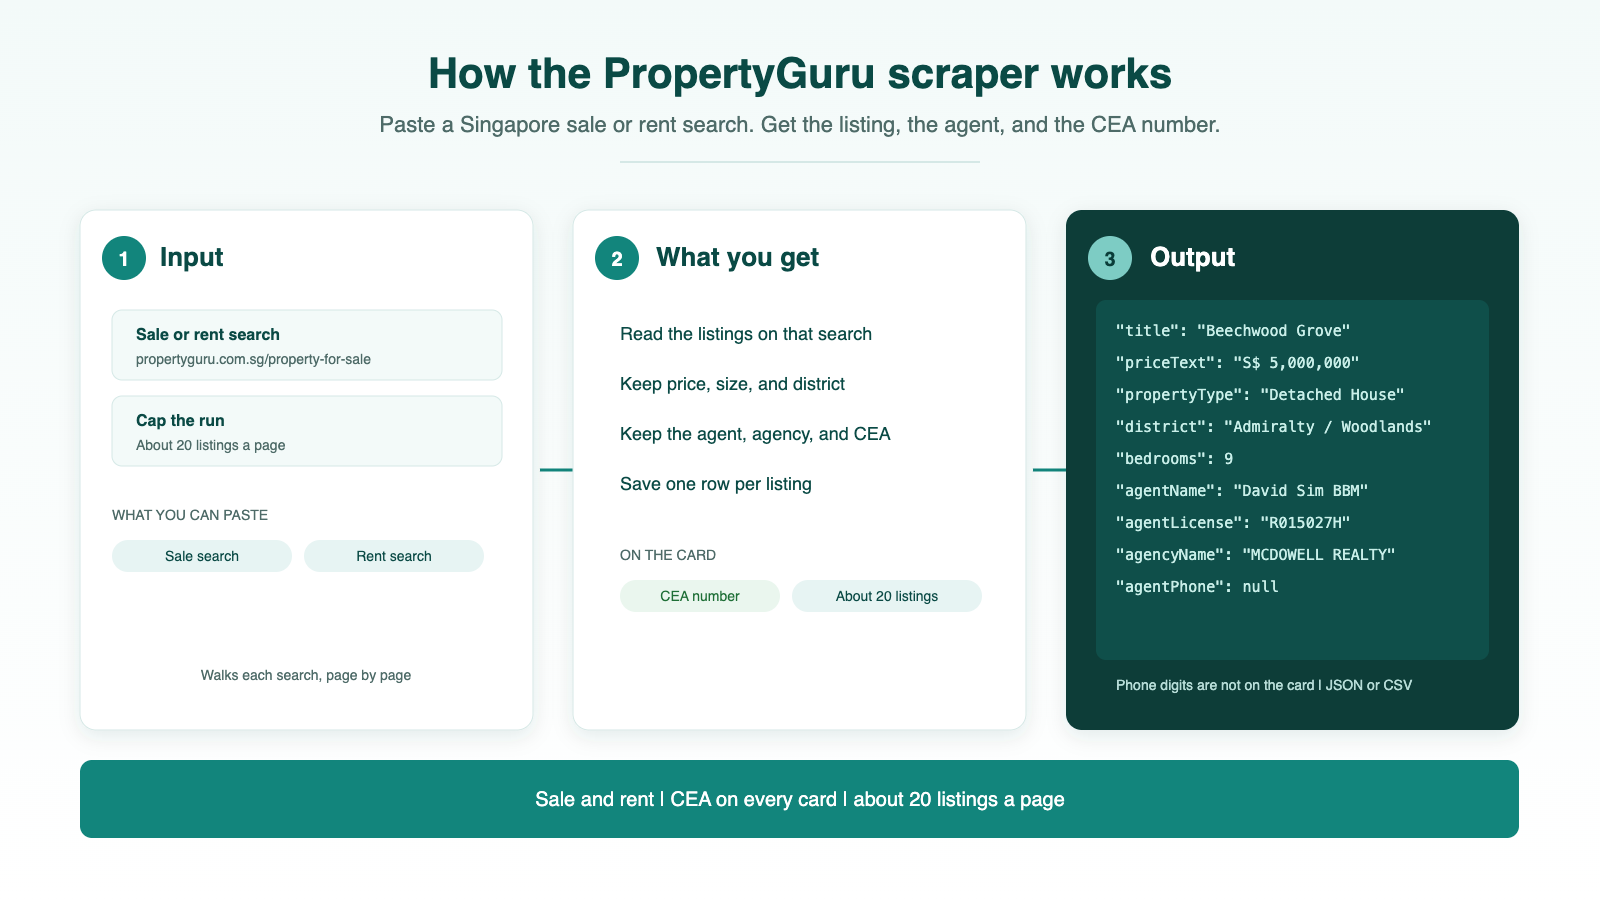 How the PropertyGuru scraper works
Paste a Singapore sale or rent search. Get the listing, the agent, and the CEA number.
1 Input
Sale or rent search
propertyguru.com.sg/property-for-sale
Cap the run
About 20 listings a page
WHAT YOU CAN PASTE
Sale search
Rent search
Walks each search, page by page
2 What you get
Read the listings on that search
Keep price, size, and district
Keep the agent, agency, and CEA
Save one row per listing
ON THE CARD
CEA number
About 20 listings
3 Output
"title": "Beechwood Grove"
"priceText": "S$ 5,000,000"
"propertyType": "Detached House"
"district": "Admiralty / Woodlands"
"bedrooms": 9
"agentName": "David Sim BBM"
"agentLicense": "R015027H"
"agencyName": "MCDOWELL REALTY"
"agentPhone": null
Phone digits are not on the card | JSON or CSV
Sale and rent | CEA on every card | about 20 listings a page